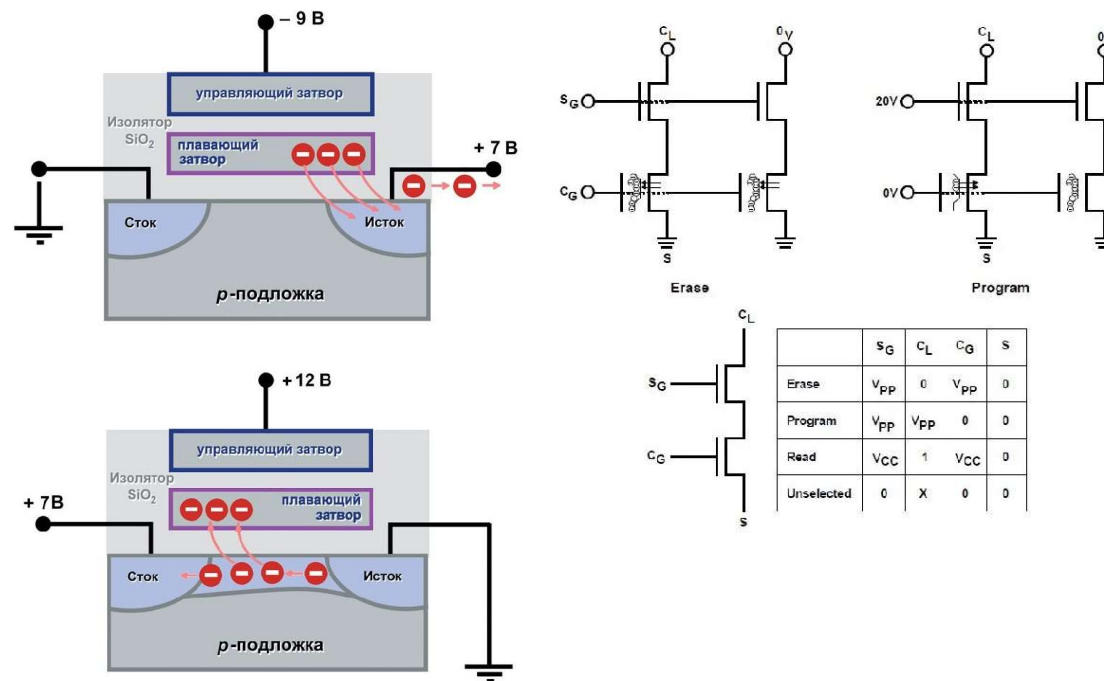 – 9 В
управляющий затвор
Изолятор
SiO₂
плавающий
затвор
+ 7 В
Сток
Исток
p-подложка
+ 12 В
управляющий затвор
Изолятор
SiO₂
плавающий
затвор
+ 7 В
Сток
Исток
p-подложка
CL
0V
SG
CG
S
Erase
CL
0
20V
0V
S
Program
CL
SG
CG
S
SG CL CG S
Erase VPP 0 VPP 0
Program VPP VPP 0 0
Read VCC 1 VCC 0
Unselected 0 X 0 0